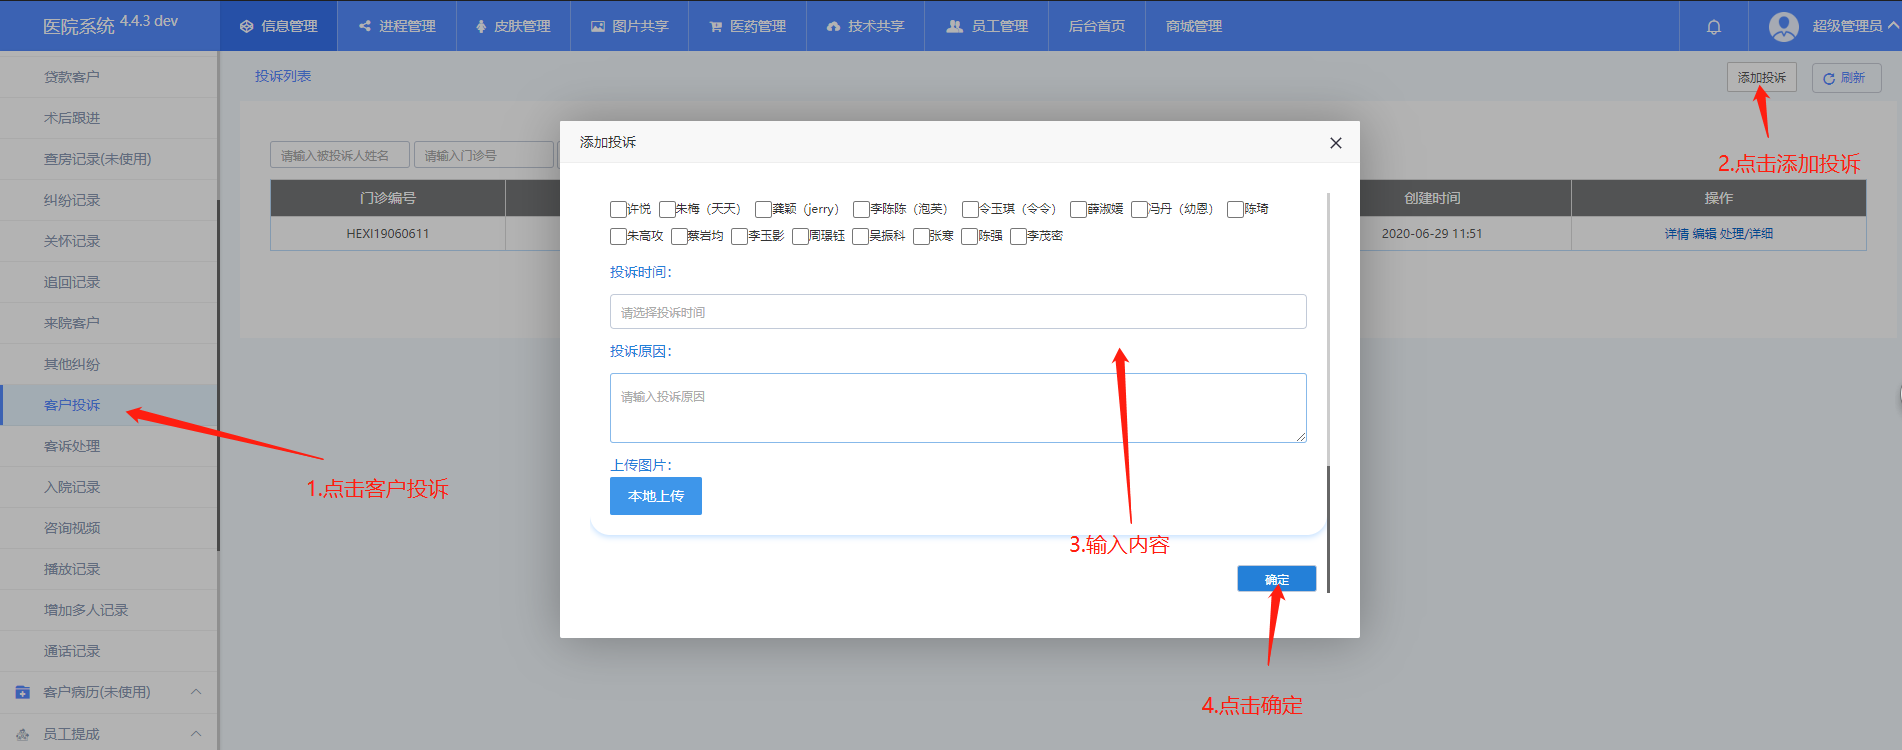 医院系统 4.4.3 dev
信息管理
进程管理
皮肤管理
图片共享
医药管理
技术共享
员工管理
后台首页
商城管理
超级管理员
贷款客户
术后跟进
查房记录(未使用)
纠纷记录
关怀记录
追回记录
来院客户
其他纠纷
客户投诉
客诉处理
入院记录
咨询视频
播放记录
增加多人记录
通话记录
客户病历(未使用)
员工提成
投诉列表
添加投诉
刷新
请输入被投诉人姓名
请输入门诊号
门诊编号
创建时间
操作
HEXI19060611
2020-06-29 11:51
详情 编辑 处理/详细
添加投诉
许悦 朱梅（天天） 龚颖（jerry） 李陈陈（泡芙） 令玉琪（令令） 薛淑媛 冯丹（幼恩） 陈琦
朱高攻 蔡岩均 李玉影 周璟钰 吴振科 张寒 陈强 李茂密
投诉时间：
请选择投诉时间
投诉原因：
请输入投诉原因
上传图片：
本地上传
确定
1.点击客户投诉
2.点击添加投诉
3.输入内容
4.点击确定